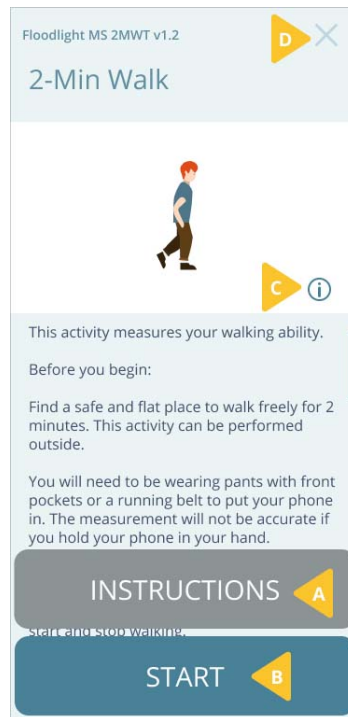 Floodlight MS 2MWT v1.2
D
2-Min Walk
C
This activity measures your walking ability.
Before you begin:
Find a safe and flat place to walk freely for 2
minutes. This activity can be performed
outside.
You will need to be wearing pants with front
pockets or a running belt to put your phone
in. The measurement will not be accurate if
you hold your phone in your hand.
INSTRUCTIONS
A
start and stop walking.
START
B